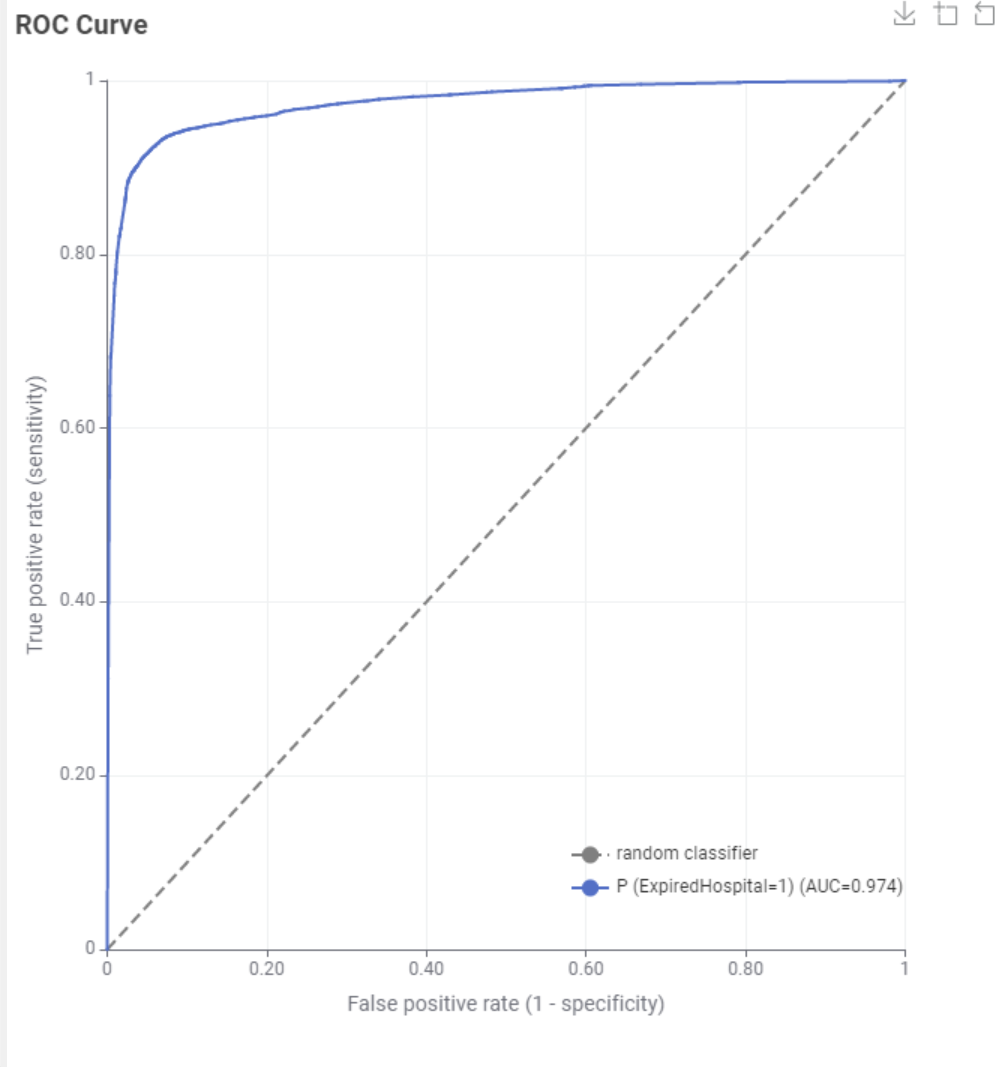 ROC Curve
1
0.80
0.60
0.40
0.20
0
True positive rate (sensitivity)
random classifier
P (ExpiredHospital=1) (AUC=0.974)
0 0.20 0.40 0.60 0.80 1
False positive rate (1 - specificity)